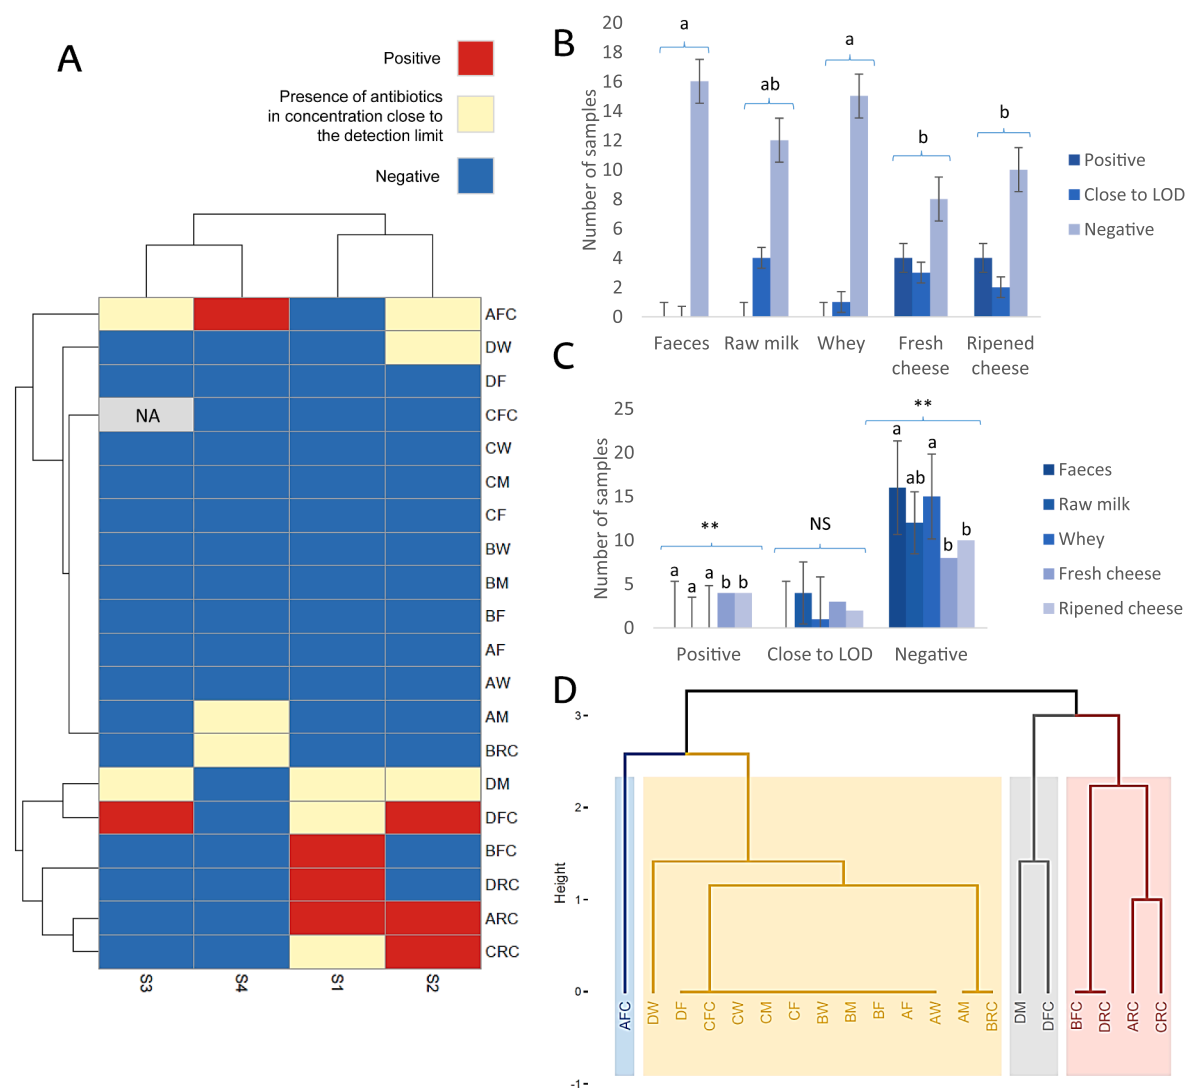 A
Positive
Presence of antibiotics
in concentration close to
the detection limit
Negative
AFC
DW
DF
CFC
NA
CW
CM
CF
BW
BM
BF
AF
AW
AM
BRC
DM
DFC
BFC
DRC
ARC
CRC
S3
S4
S1
S2
B
Number of samples
20
18
16
14
12
10
8
6
4
2
0
a
ab
a
b
b
Faeces
Raw milk
Whey
Fresh
cheese
Ripened
cheese
Positive
Close to LOD
Negative
C
Number of samples
25
20
15
10
5
0
**
a
a
a
b
b
NS
**
a
ab
a
b
b
Positive
Close to LOD
Negative
Faeces
Raw milk
Whey
Fresh cheese
Ripened cheese
D
Height
3
2
1
0
-1
AFC
DW
DF
CFC
CW
CM
CF
BW
BM
BF
AF
AW
AM
BRC
DM
DFC
BFC
DRC
ARC
CRC